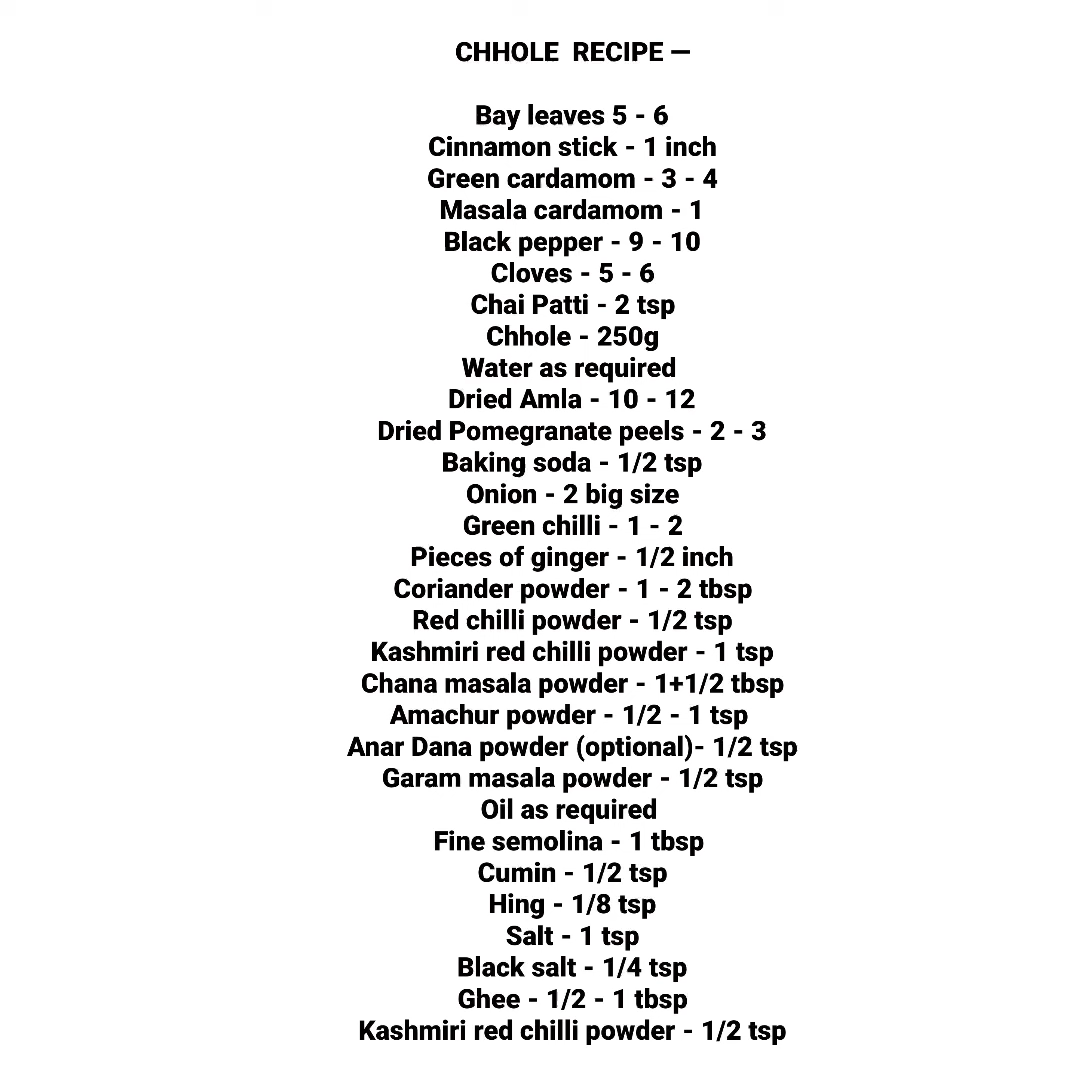 CHHOLE RECIPE —
Bay leaves 5 - 6
Cinnamon stick - 1 inch
Green cardamom - 3 - 4
Masala cardamom - 1
Black pepper - 9 - 10
Cloves - 5 - 6
Chai Patti - 2 tsp
Chhole - 250g
Water as required
Dried Amla - 10 - 12
Dried Pomegranate peels - 2 - 3
Baking soda - 1/2 tsp
Onion - 2 big size
Green chilli - 1 - 2
Pieces of ginger - 1/2 inch
Coriander powder - 1 - 2 tbsp
Red chilli powder - 1/2 tsp
Kashmiri red chilli powder - 1 tsp
Chana masala powder - 1+1/2 tbsp
Amachur powder - 1/2 - 1 tsp
Anar Dana powder (optional)- 1/2 tsp
Garam masala powder - 1/2 tsp
Oil as required
Fine semolina - 1 tbsp
Cumin - 1/2 tsp
Hing - 1/8 tsp
Salt - 1 tsp
Black salt - 1/4 tsp
Ghee - 1/2 - 1 tbsp
Kashmiri red chilli powder - 1/2 tsp